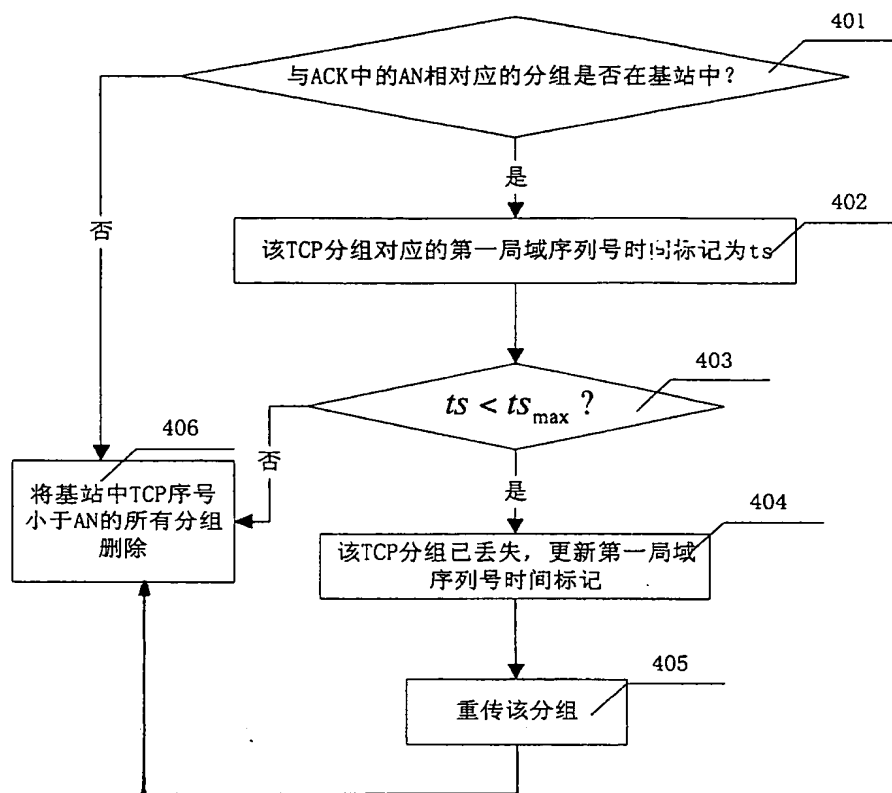 401
与ACK中的AN相对应的分组是否在基站中？
是
否
402
该TCP分组对应的第一局域序列号时间标记为ts
403
ts < ts_max ?
406
否
是
将基站中TCP序号
小于AN的所有分组
删除
404
该TCP分组已丢失，更新第一局域
序列号时间标记
405
重传该分组